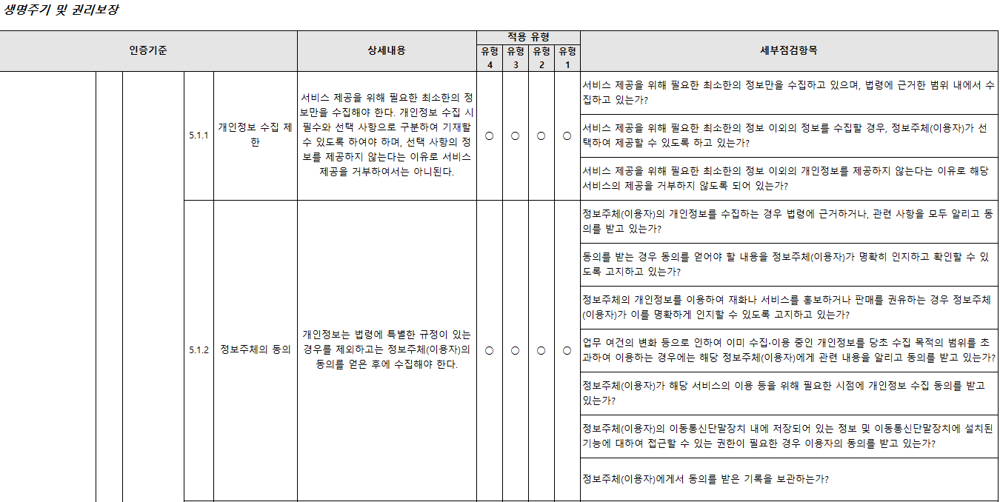 생명주기 및 권리보장
인증기준
상세내용
적용 유형
유형
4
유형
3
유형
2
유형
1
세부점검항목
5.1.1
개인정보 수집 제
한
서비스 제공을 위해 필요한 최소한의 정
보만을 수집해야 한다. 개인정보 수집 시
필수와 선택 사항으로 구분하여 기재할
수 있도록 하여야 하며, 선택 사항의 정
보를 제공하지 않는다는 이유로 서비스
제공을 거부하여서는 아니된다.
○ ○ ○ ○
서비스 제공을 위해 필요한 최소한의 정보만을 수집하고 있으며, 법령에 근거한 범위 내에서 수
집하고 있는가?
서비스 제공을 위해 필요한 최소한의 정보 이외의 정보를 수집할 경우, 정보주체(이용자)가 선
택하여 제공할 수 있도록 하고 있는가?
서비스 제공을 위해 필요한 최소한의 정보 이외의 개인정보를 제공하지 않는다는 이유로 해당
서비스의 제공을 거부하지 않도록 되어 있는가?
5.1.2
정보주체의 동의
개인정보는 법령에 특별한 규정이 있는
경우를 제외하고는 정보주체(이용자)의
동의를 얻은 후에 수집해야 한다.
○ ○ ○ ○
정보주체(이용자)의 개인정보를 수집하는 경우 법령에 근거하거나, 관련 사항을 모두 알리고 동
의를 받고 있는가?
동의를 받는 경우 동의를 얻어야 할 내용을 정보주체(이용자)가 명확히 인지하고 확인할 수 있
도록 고지하고 있는가?
정보주체의 개인정보를 이용하여 재화나 서비스를 홍보하거나 판매를 권유하는 경우 정보주체
(이용자)가 이를 명확하게 인지할 수 있도록 고지하고 있는가?
업무 여건의 변화 등으로 인하여 이미 수집·이용 중인 개인정보를 당초 수집 목적의 범위를 초
과하여 이용하는 경우에는 해당 정보주체(이용자)에게 관련 내용을 알리고 동의를 받고 있는가?
정보주체(이용자)가 해당 서비스의 이용 등을 위해 필요한 시점에 개인정보 수집 동의를 받고
있는가?
정보주체(이용자)의 이동통신단말장치 내에 저장되어 있는 정보 및 이동통신단말장치에 설치된
기능에 대하여 접근할 수 있는 권한이 필요한 경우 이용자의 동의를 받고 있는가?
정보주체(이용자)에게서 동의를 받은 기록을 보관하는가?